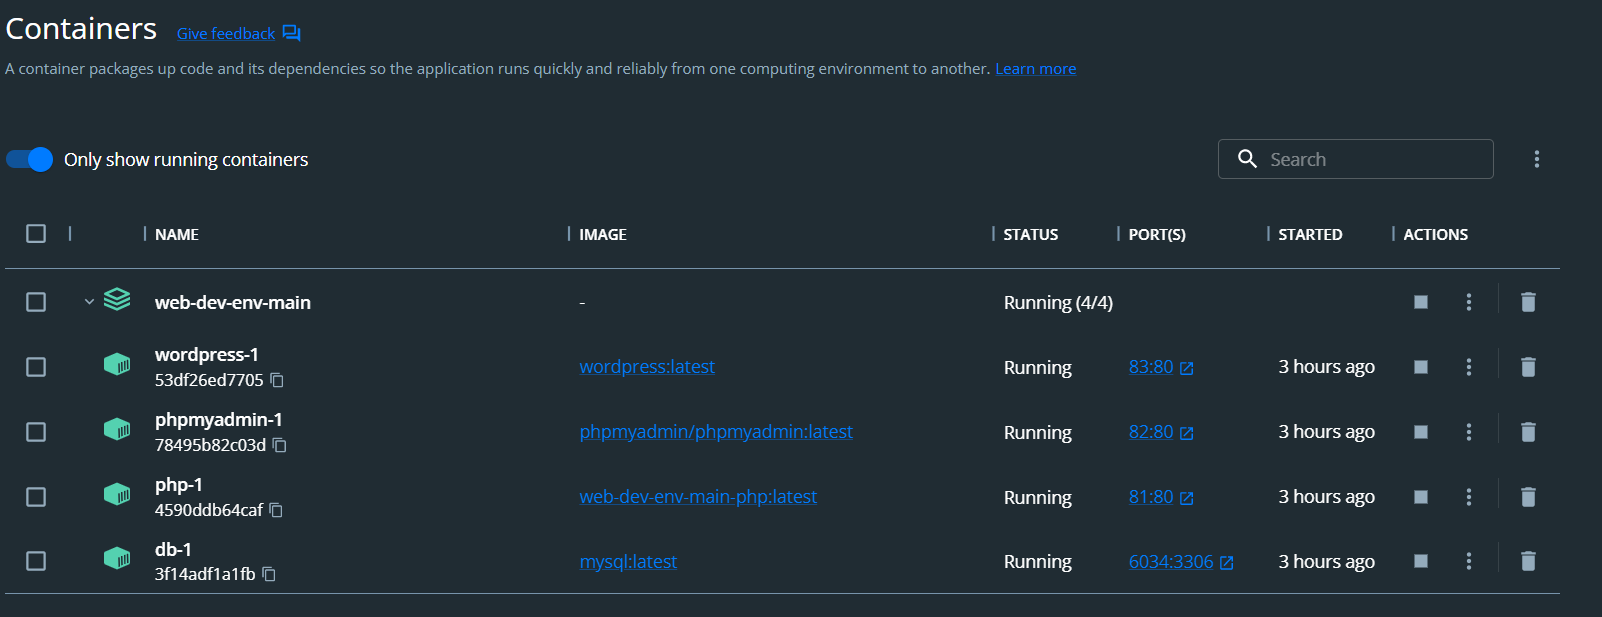 Containers Give feedback
A container packages up code and its dependencies so the application runs quickly and reliably from one computing environment to another. Learn more
Only show running containers
Search
NAME IMAGE STATUS PORT(S) STARTED ACTIONS
web-dev-env-main - Running (4/4)
wordpress-1
53df26ed7705
wordpress:latest Running 83:80 3 hours ago
phpmyadmin-1
78495b82c03d
phpmyadmin/phpmyadmin:latest Running 82:80 3 hours ago
php-1
4590ddb64caf
web-dev-env-main-php:latest Running 81:80 3 hours ago
db-1
3f14adf1a1fb
mysql:latest Running 6034:3306 3 hours ago